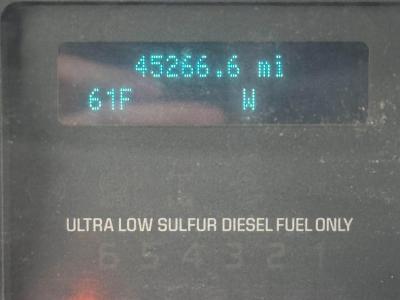 45266.6 mi
61F W
ULTRA LOW SULFUR DIESEL FUEL ONLY
6 5 4 3 2 1